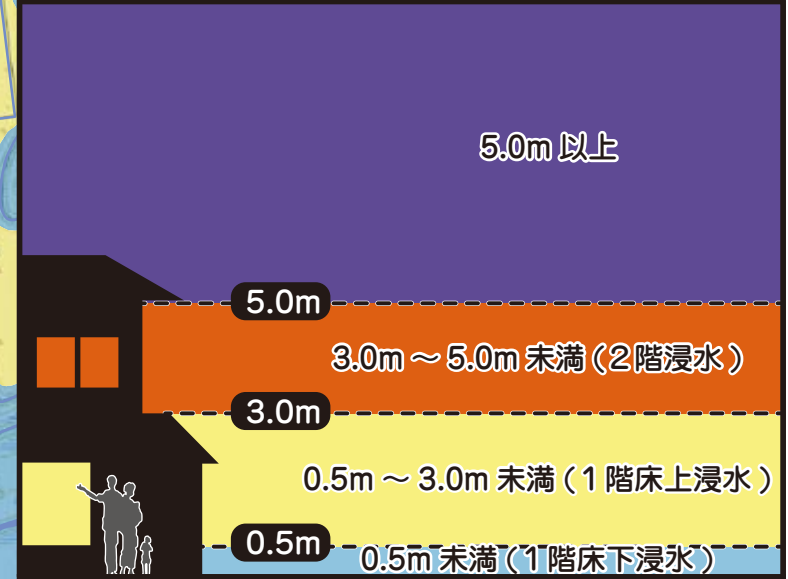 5.0m 以上
5.0m
3.0m ～ 5.0m 未満（２階浸水）
3.0m
0.5m ～ 3.0m 未満（１階床上浸水）
0.5m
0.5m 未満（１階床下浸水）